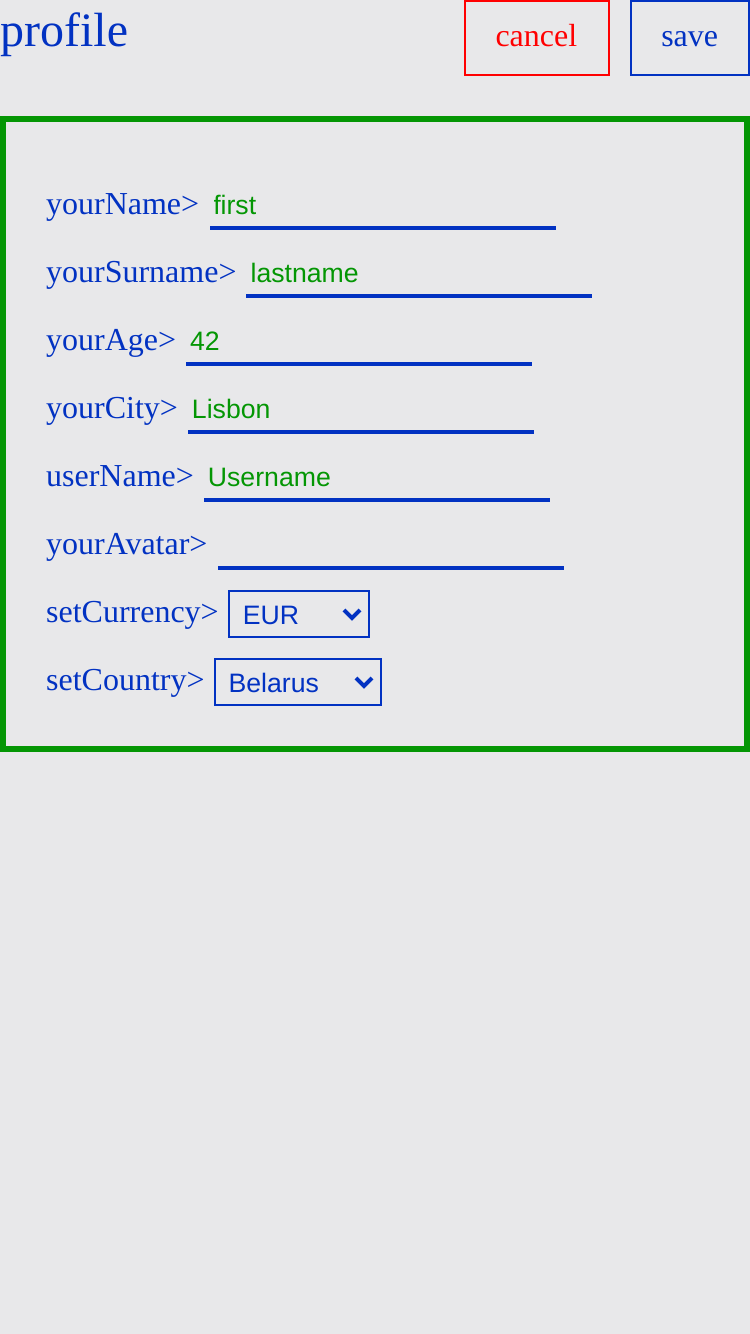 profile cancel save
yourName> first
yourSurname> lastname
yourAge> 42
yourCity> Lisbon
userName> Username
yourAvatar>
setCurrency> EUR
setCountry> Belarus